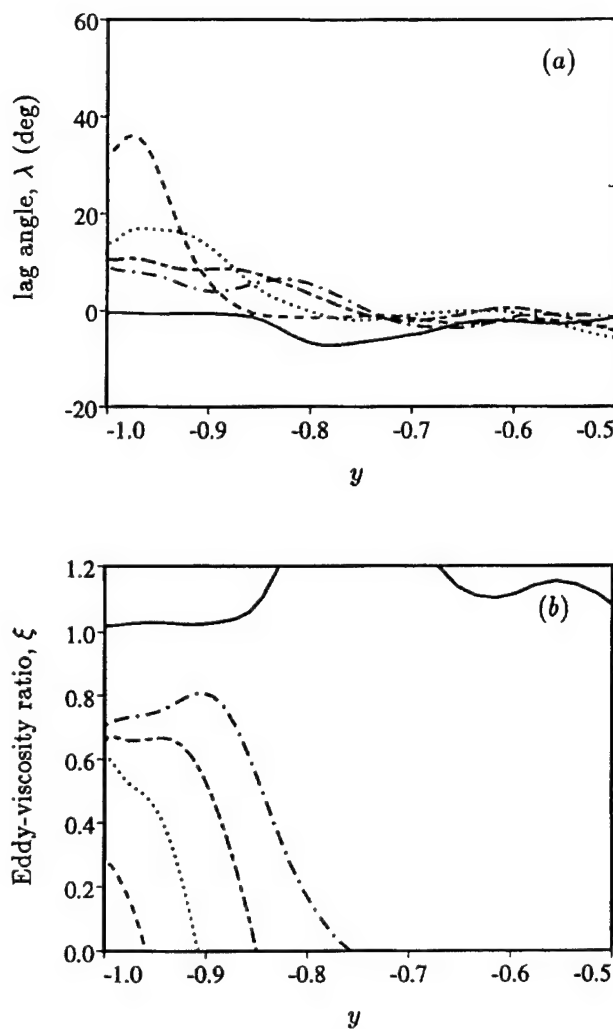 60
(a)
40
20
0
-20
lag angle, λ (deg)
-1.0 -0.9 -0.8 -0.7 -0.6 -0.5
y
1.2
(b)
1.0
0.8
0.6
0.4
0.2
0.0
Eddy-viscosity ratio, ξ
-1.0 -0.9 -0.8 -0.7 -0.6 -0.5
y